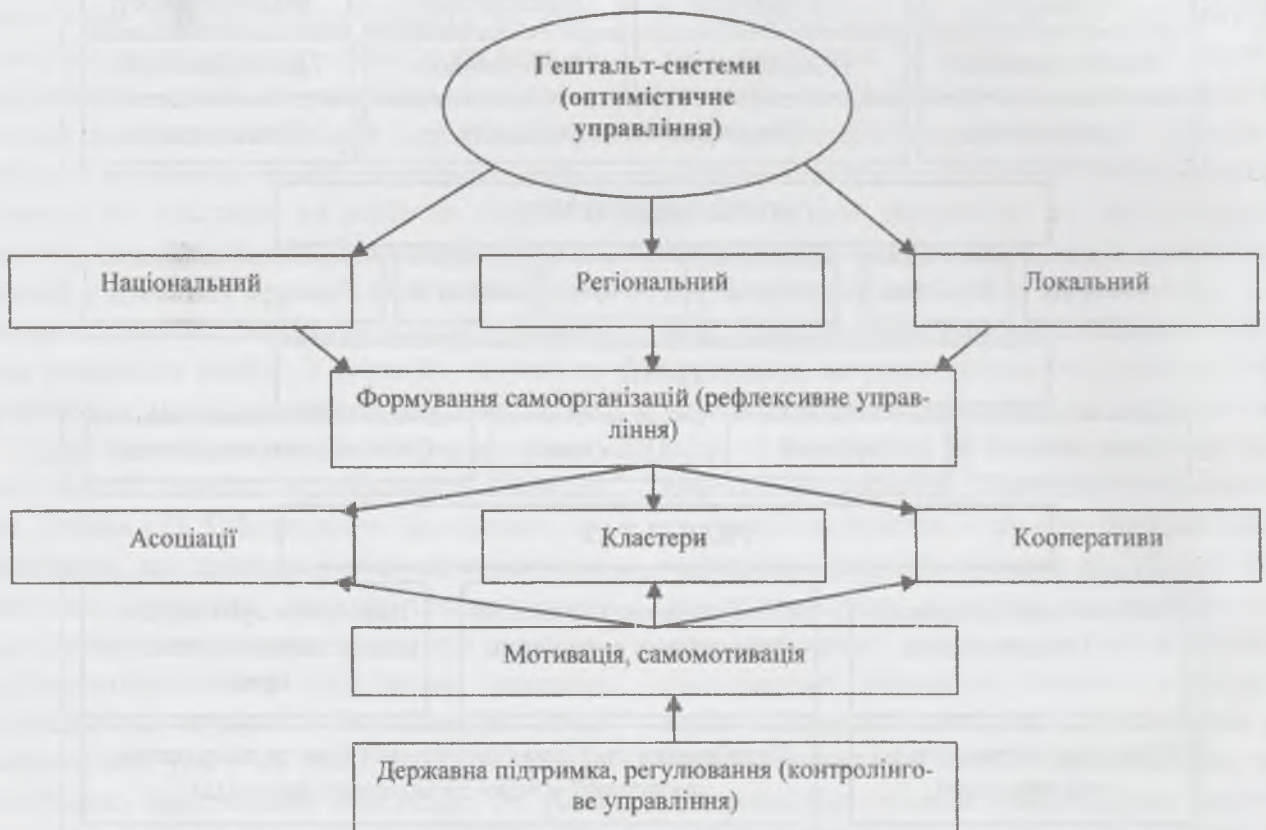 Гештальт-системи
(оптимістичне
управління)
Національний
Регіональний
Локальний
Формування самоорганізацій (рефлексивне управ-
ління)
Асоціації
Кластери
Кооперативи
Мотивація, самомотивація
Державна підтримка, регулювання (контролінго-
ве управління)